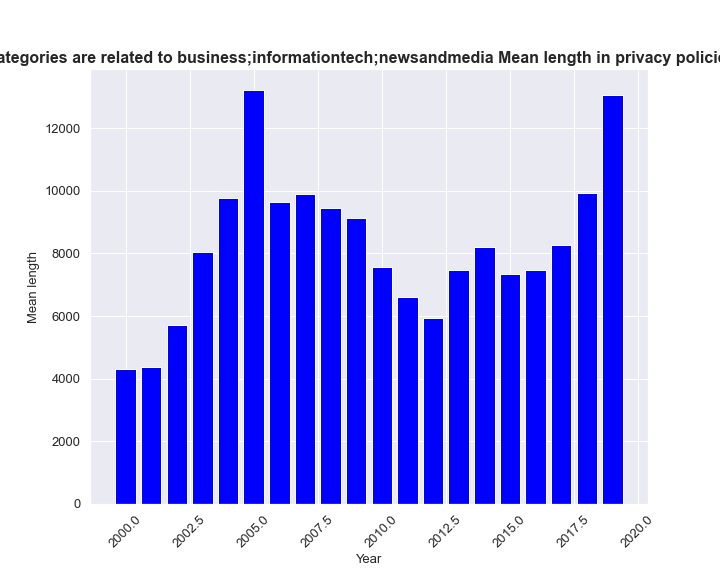 ategories are related to business;informationtech;newsandmedia Mean length in privacy policie
12000
10000
8000
6000
4000
2000
0
Mean length
2000.0 2002.5 2005.0 2007.5 2010.0 2012.5 2015.0 2017.5 2020.0
Year